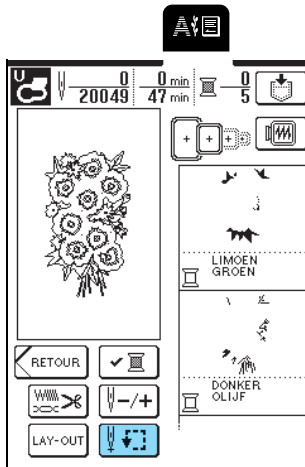 A
U
0 0 min 0
20049 47 min 5
LIMOEN
GROEN
DONKER
OLIJF
RETOUR
-/+
LAY-OUT